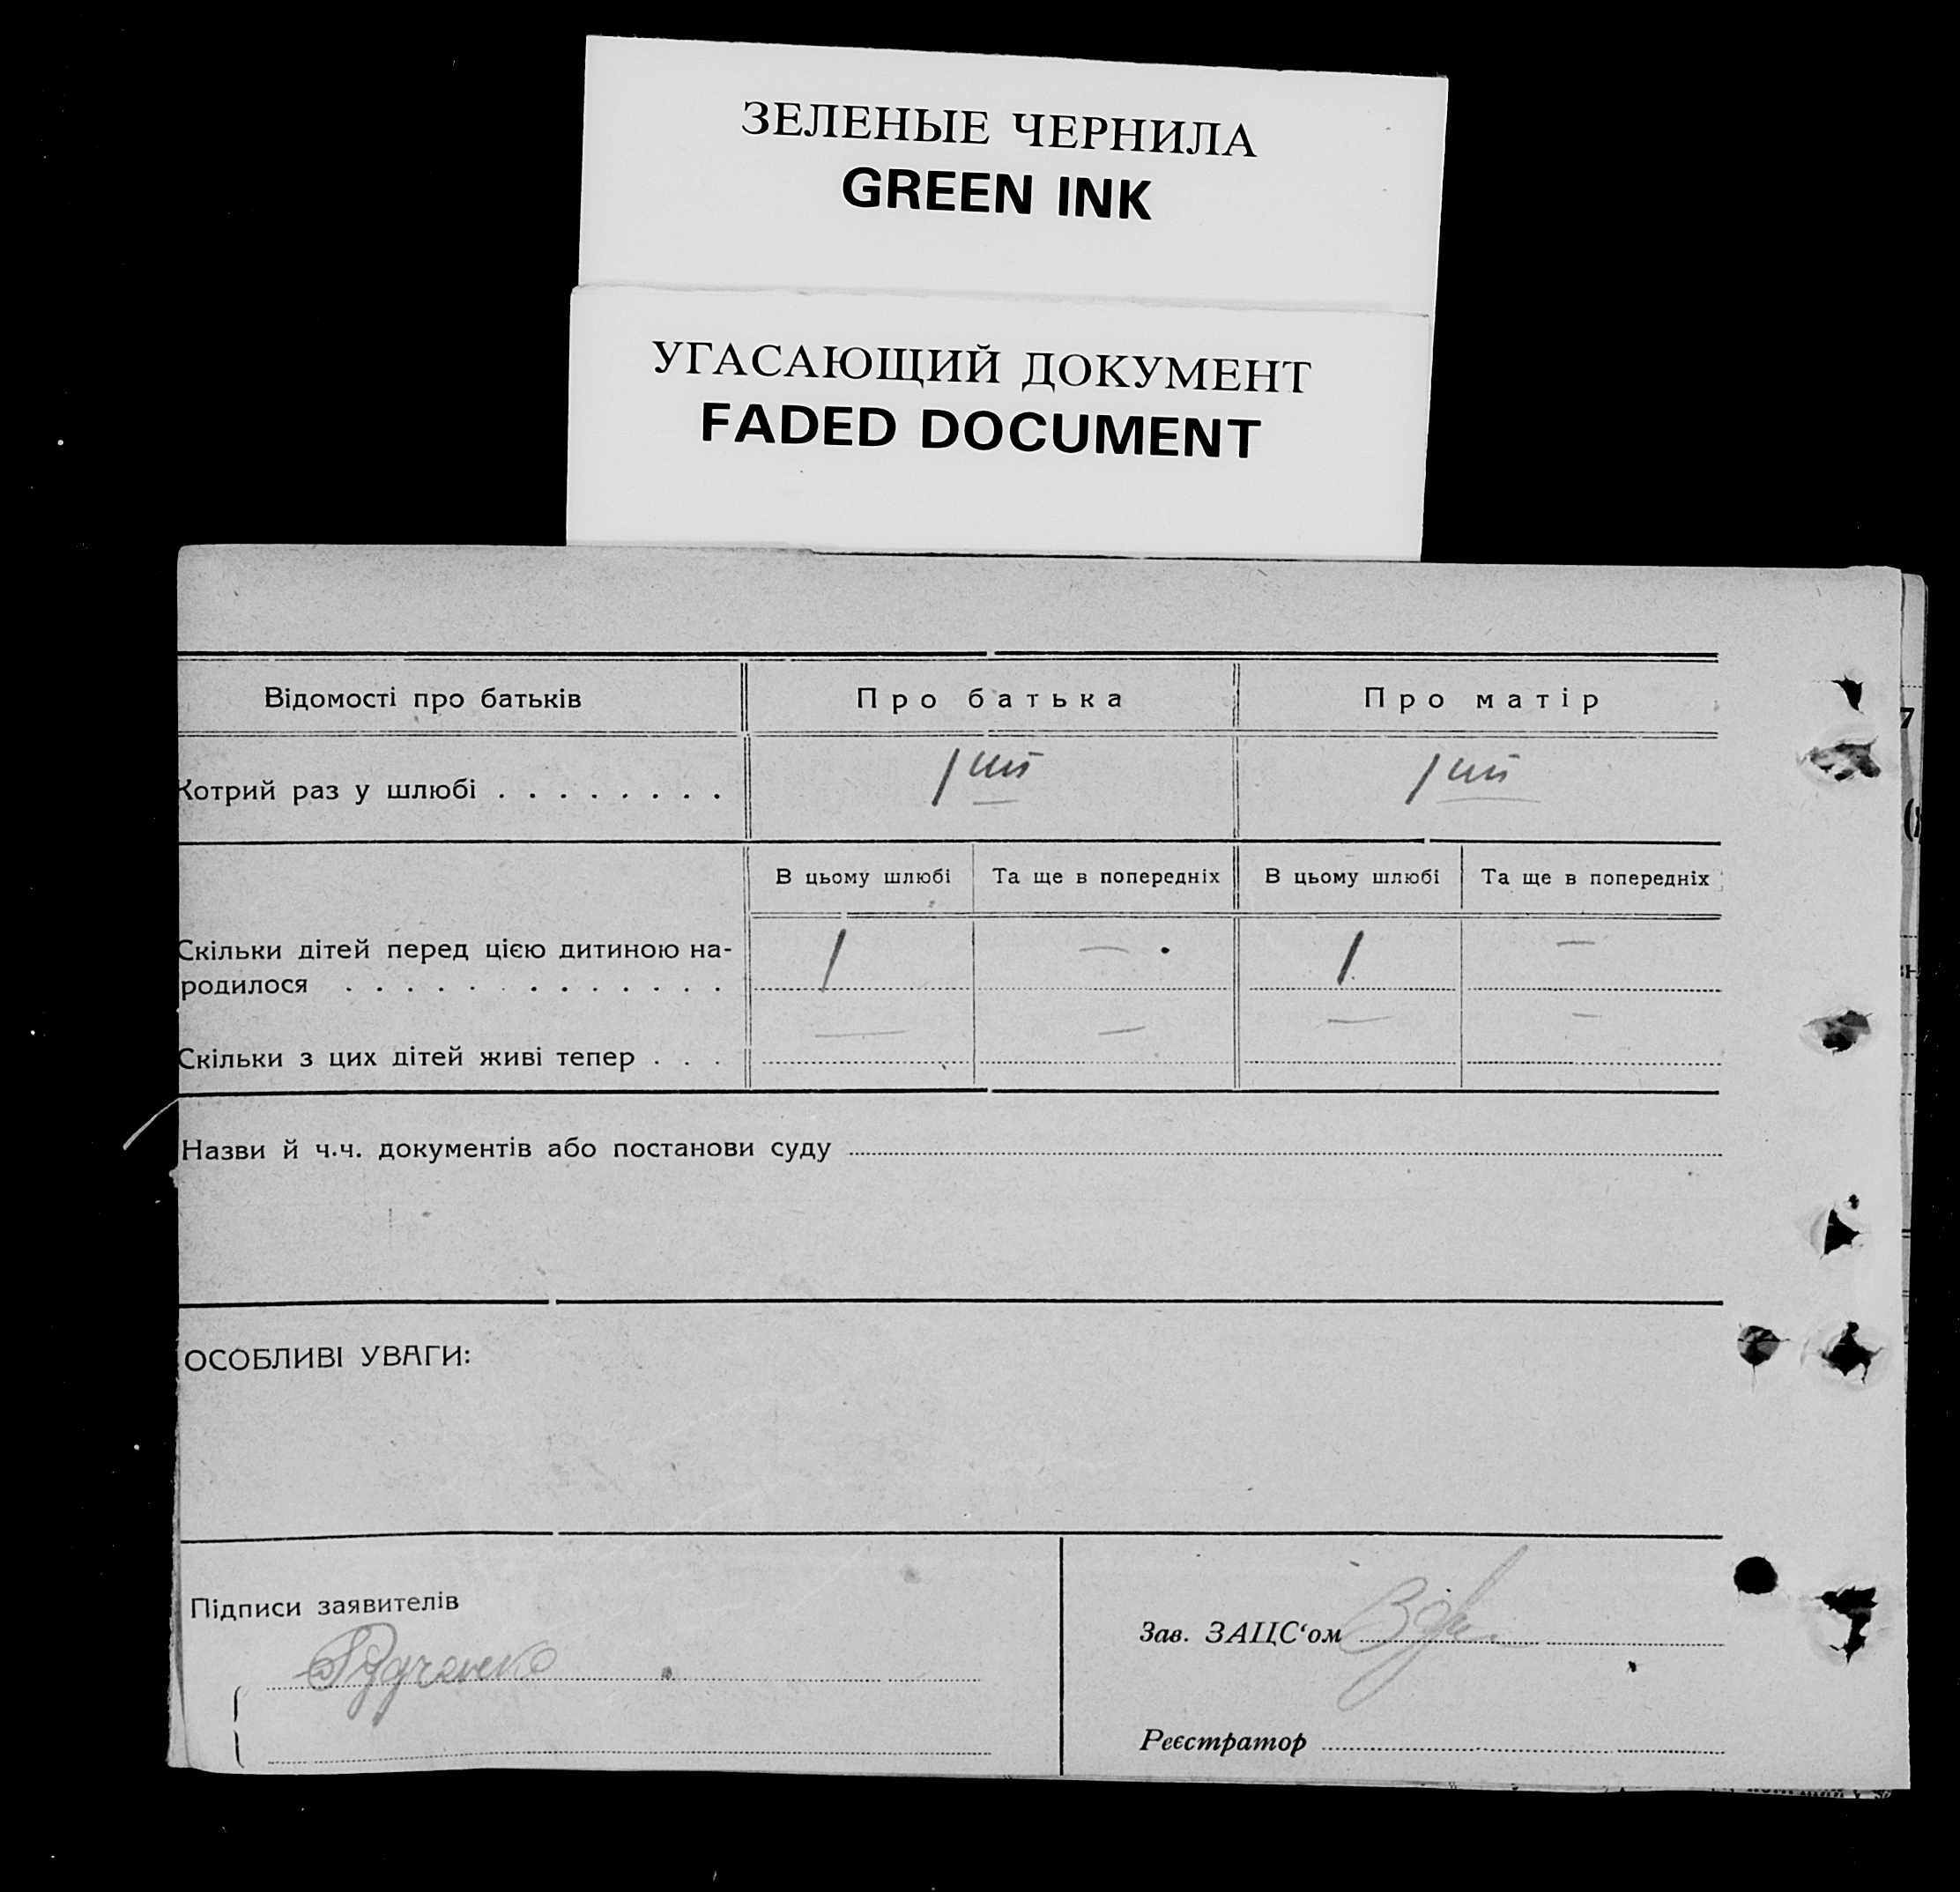 ЗЕЛЕНЫЕ ЧЕРНИЛА
GREEN INK
УГАСАЮЩИЙ ДОКУМЕНТ
FADED DOCUMENT
Відомості про батьків
Про батька
Про матір
Котрий раз у шлюбі . . . . . . . .
1ший
1ший
В цьому шлюбі
Та ще в попередніх
В цьому шлюбі
Та ще в попередніх
Скільки дітей перед цією дитиною на-
родилося . . . . . . . . . . . . .
1
—
1
—
Скільки з цих дітей живі тепер . . .
—
—
—
—
Назви й ч.ч. документів або постанови суду
ОСОБЛИВІ УВАГИ:
Підписи заявителів
Зав. ЗАЦС‘ом
Реєстратор